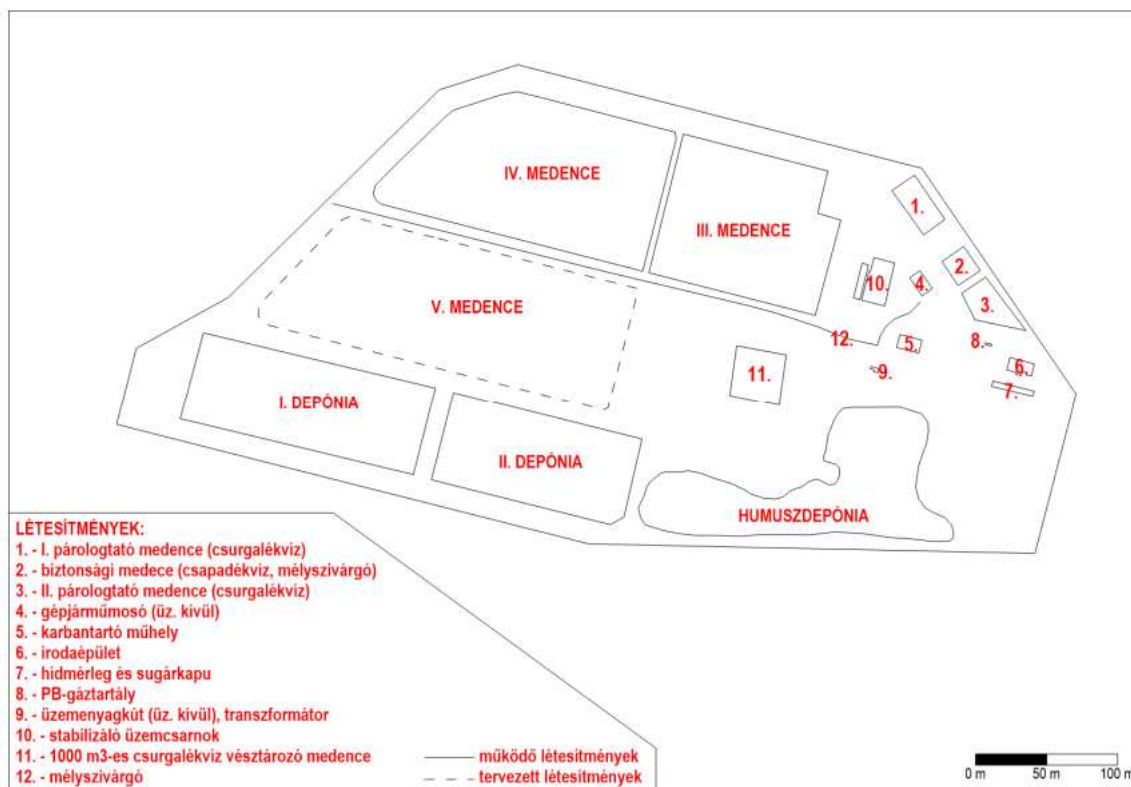 IV. MEDENCE
1.
III. MEDENCE
2.
10.
4.
3.
V. MEDENCE
12.
5.
8.
11.
9.
6.
7.
I. DEPÓNIA
II. DEPÓNIA
HUMUSZDEPÓNIA
LÉTESÍTMÉNYEK:
1. - I. párologtató medence (csurgalékvíz)
2. - biztonsági medece (csapadékvíz, mélyszivárgó)
3. - II. párologtató medence (csurgalékvíz)
4. - gépjárműmosó (üz. kívül)
5. - karbantartó műhely
6. - irodaépület
7. - hídmérleg és sugárkapu
8. - PB-gáztartály
9. - üzemenyagkút (üz. kívül), transzformátor
10. - stabilizáló üzemcsarnok
11. - 1000 m3-es csurgalékvíz vésztározó medence
12. - mélyszivárgó
működő létesítmények
tervezett létesítmények
0 m 50 m 100 m